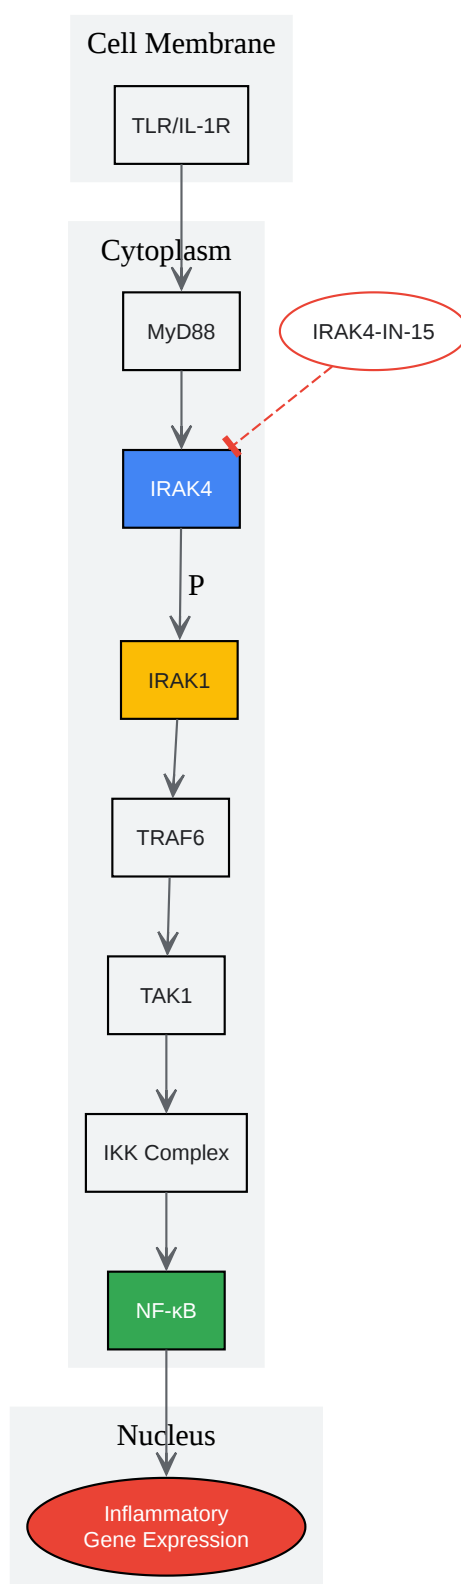 Cell Membrane
TLR/IL-1R
Cytoplasm
MyD88
IRAK4-IN-15
IRAK4
P
IRAK1
TRAF6
TAK1
IKK Complex
NF-κB
Nucleus
Inflammatory
Gene Expression